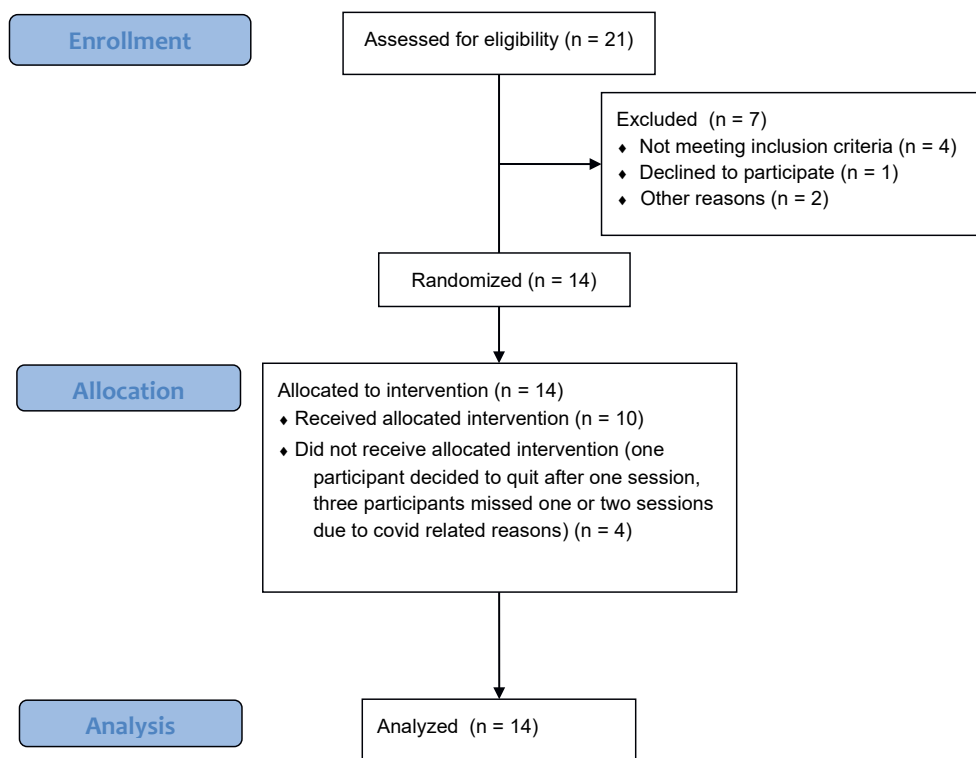 Enrollment
Assessed for eligibility (n = 21)
Excluded (n = 7)
♦ Not meeting inclusion criteria (n = 4)
♦ Declined to participate (n = 1)
♦ Other reasons (n = 2)
Randomized (n = 14)
Allocation
Allocated to intervention (n = 14)
♦ Received allocated intervention (n = 10)
♦ Did not receive allocated intervention (one
participant decided to quit after one session,
three participants missed one or two sessions
due to covid related reasons) (n = 4)
Analysis
Analyzed (n = 14)